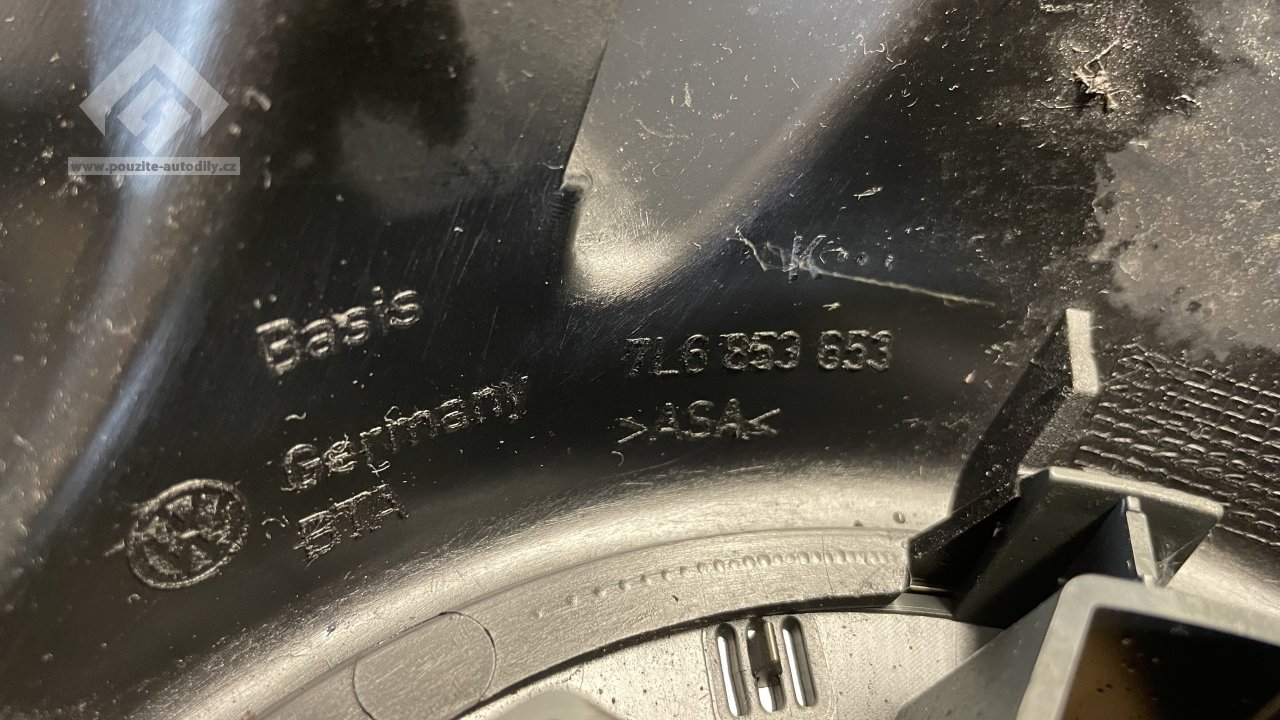 www.pouzite-autodily.cz
Basis
Germany
BTA
7L6 853 653
>ASA<